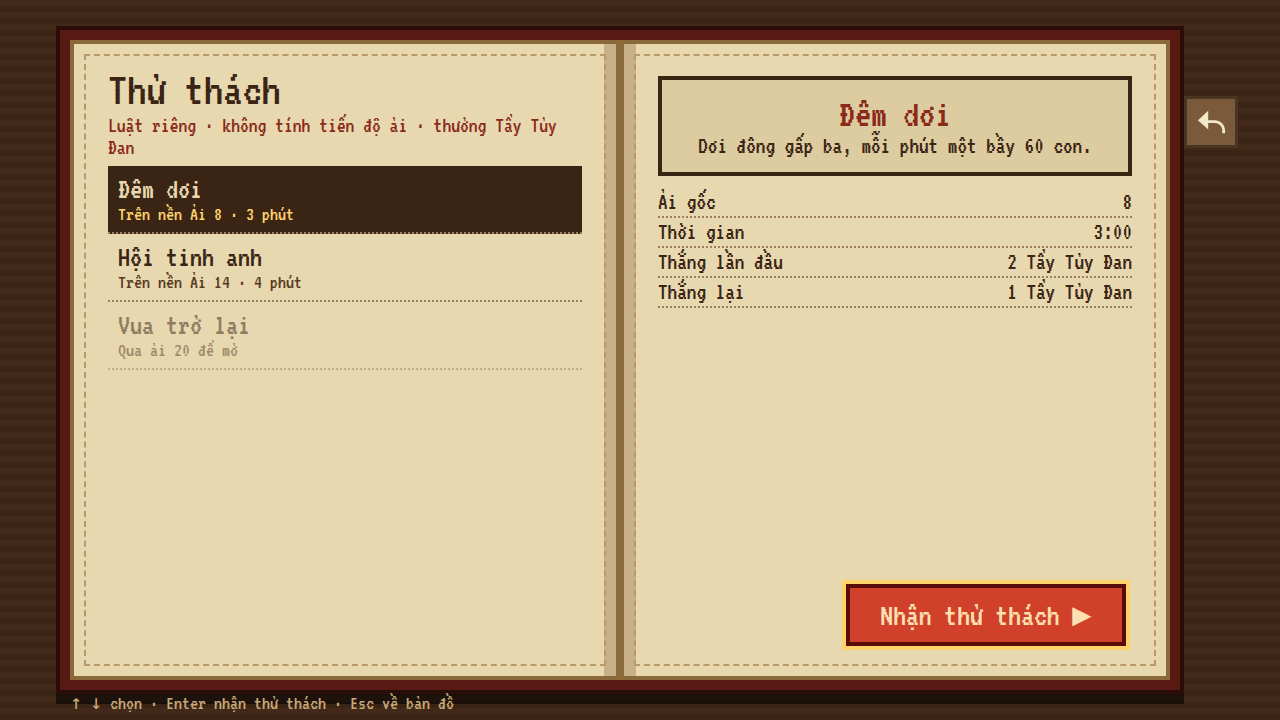 Thử thách
Luật riêng · không tính tiến độ ải · thưởng Tẩy Tủy
Đan
Đêm dơi
Trên nền Ải 8 · 3 phút
Hội tinh anh
Trên nền Ải 14 · 4 phút
Vua trở lại
Qua ải 20 để mở
Đêm dơi
Dơi đông gấp ba, mỗi phút một bầy 60 con.
Ải gốc 8
Thời gian 3:00
Thắng lần đầu 2 Tẩy Tủy Đan
Thắng lại 1 Tẩy Tủy Đan
Nhận thử thách ▶
↑ ↓ chọn · Enter nhận thử thách · Esc về bản đồ